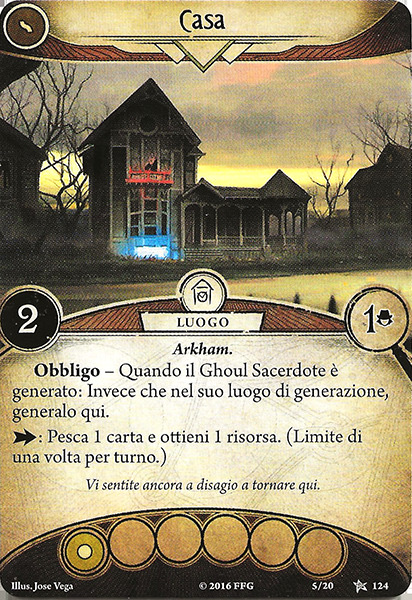 Casa
2
1
LUOGO
Arkham.
Obbligo – Quando il Ghoul Sacerdote è
generato: Invece che nel suo luogo di generazione,
generalo qui.
: Pesca 1 carta e ottieni 1 risorsa. (Limite di
una volta per turno.)
Vi sentite ancora a disagio a tornare qui.
Illus. Jose Vega
© 2016 FFG
5/20
124